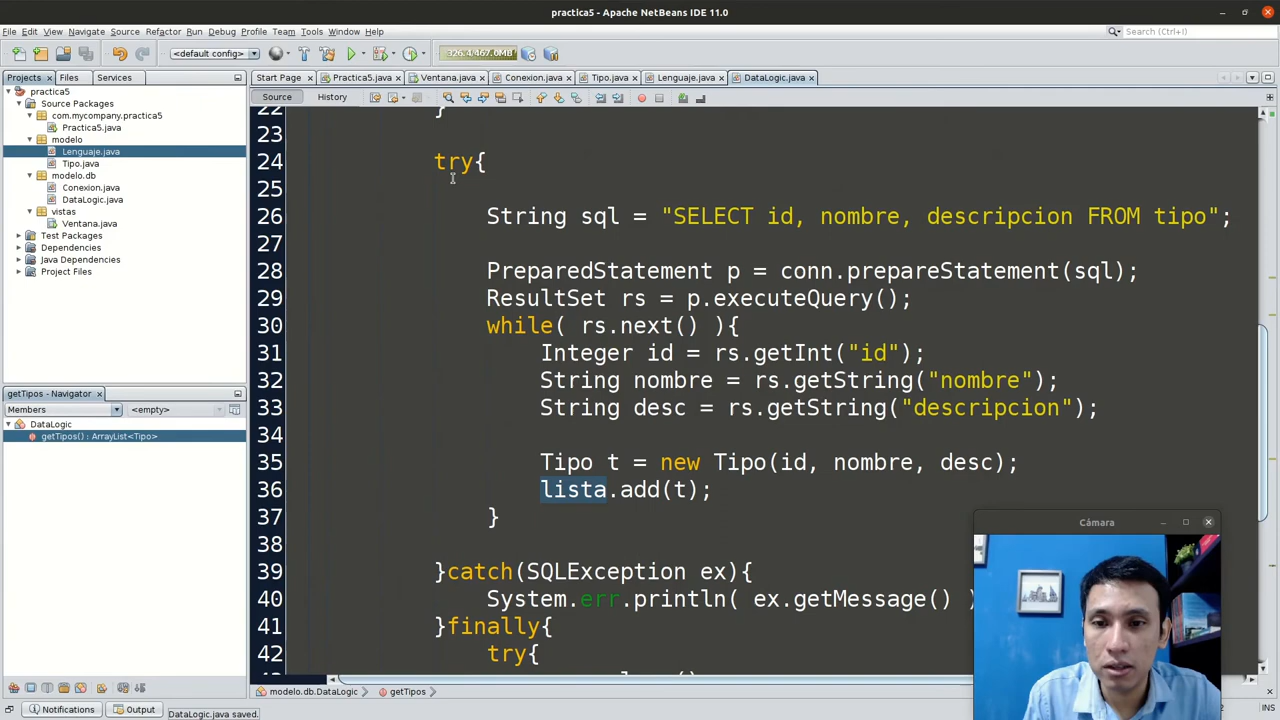 practica5 - Apache NetBeans IDE 11.0
File Edit View Navigate Source Refactor Run Debug Profile Team Tools Window Help
Search (Ctrl+I)
<default config>
326.4/467.0MB
Projects
Files
Services
Start Page
Practica5.java
Ventana.java
Conexion.java
Tipo.java
Lenguaje.java
DataLogic.java
Source
History
practica5
Source Packages
com.mycompany.practica5
Practica5.java
modelo
Lenguaje.java
Tipo.java
modelo.db
Conexion.java
DataLogic.java
vistas
Ventana.java
Test Packages
Dependencies
Java Dependencies
Project Files
getTipos - Navigator
Members
<empty>
DataLogic
getTipos() : ArrayList<Tipo>
22 }
23
24 try{
25
26 String sql = "SELECT id, nombre, descripcion FROM tipo";
27
28 PreparedStatement p = conn.prepareStatement(sql);
29 ResultSet rs = p.executeQuery();
30 while( rs.next() ){
31 Integer id = rs.getInt("id");
32 String nombre = rs.getString("nombre");
33 String desc = rs.getString("descripcion");
34
35 Tipo t = new Tipo(id, nombre, desc);
36 lista.add(t);
37 }
38
39 }catch(SQLException ex){
40 System.err.println( ex.getMessage() )
41 }finally{
42 try{
Cámara
modelo.db.DataLogic
getTipos
Notifications
Output
DataLogic.java saved.
INS